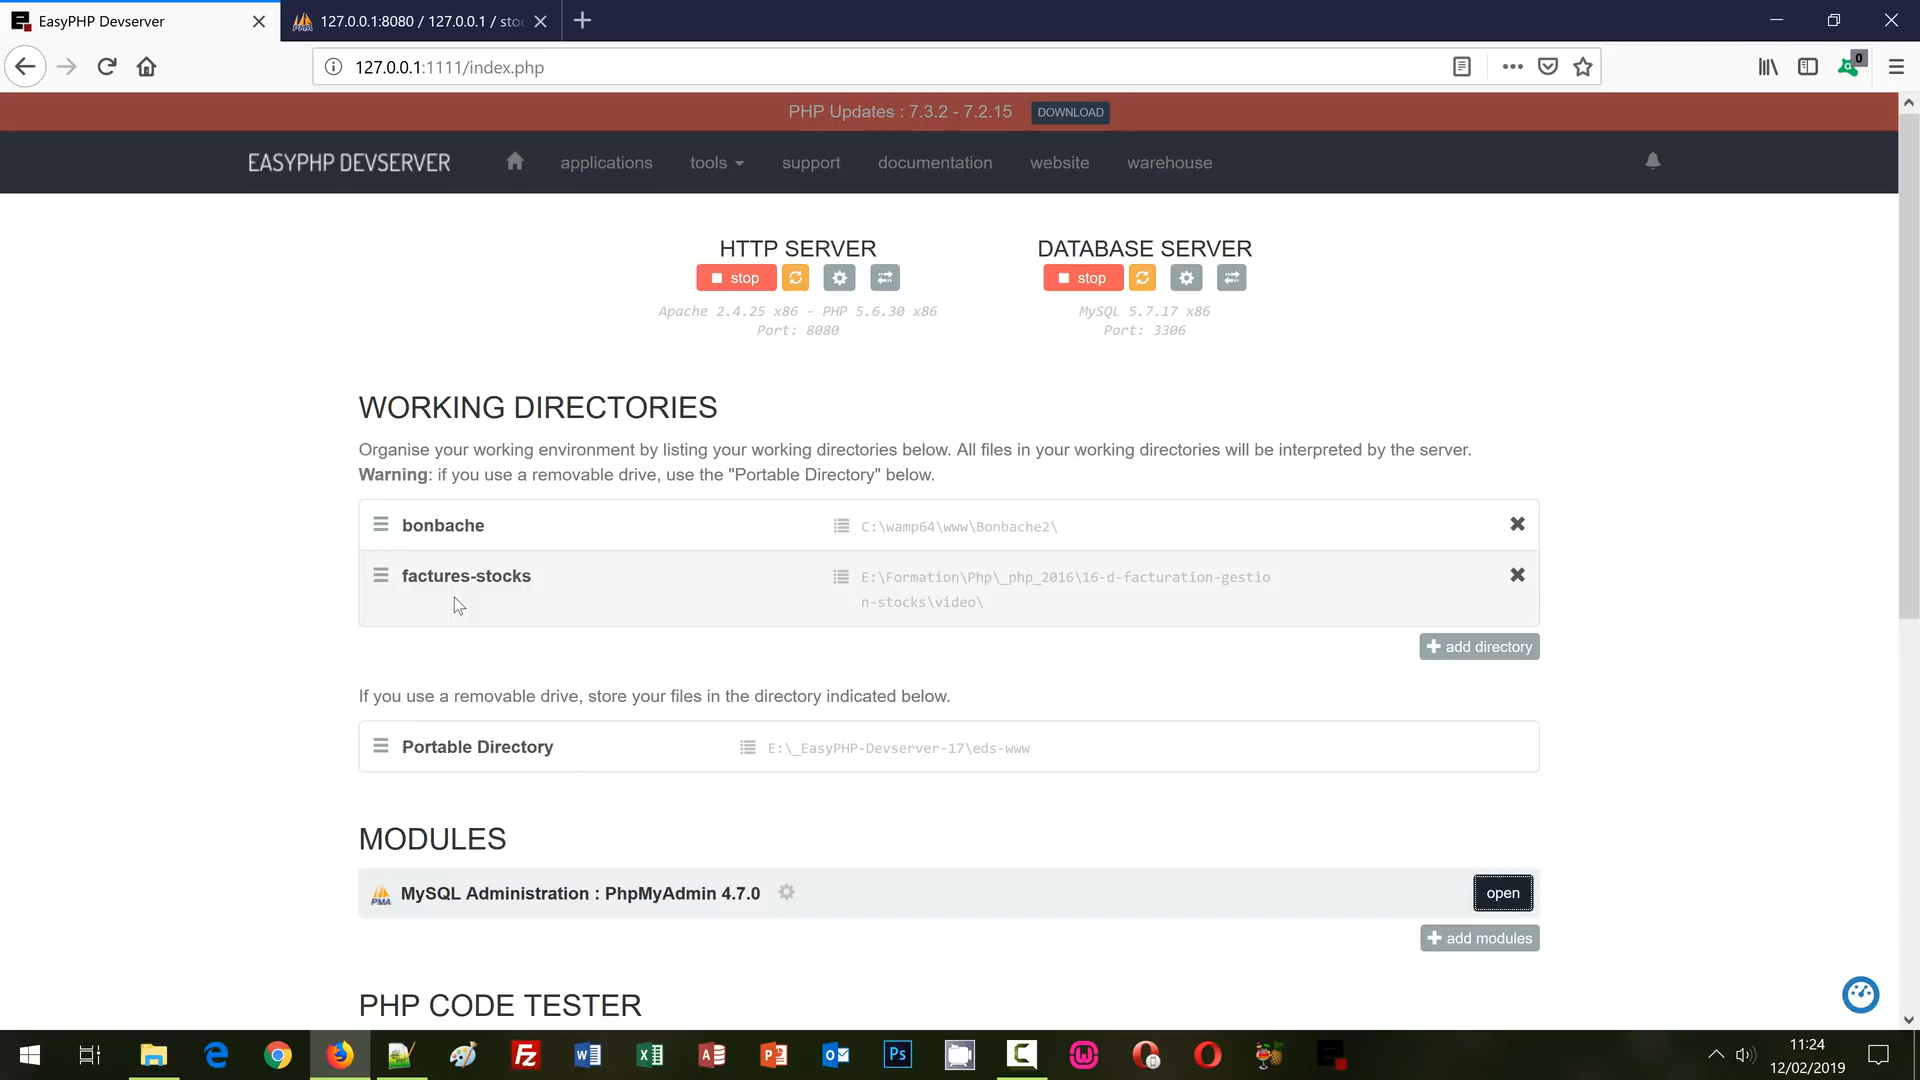 EasyPHP Devserver
127.0.0.1:8080 / 127.0.0.1 / sto
127.0.0.1:1111/index.php
0
PHP Updates : 7.3.2 - 7.2.15 DOWNLOAD
EASYPHP DEVSERVER
applications
tools
support
documentation
website
warehouse
HTTP SERVER
stop
Apache 2.4.25 x86 - PHP 5.6.30 x86
Port: 8080
DATABASE SERVER
stop
MySQL 5.7.17 x86
Port: 3306
WORKING DIRECTORIES
Organise your working environment by listing your working directories below. All files in your working directories will be interpreted by the server.
Warning: if you use a removable drive, use the "Portable Directory" below.
bonbache C:\wamp64\www\Bonbache2\
factures-stocks E:\Formation\Php\_php_2016\16-d-facturation-gestio
n-stocks\video\
add directory
If you use a removable drive, store your files in the directory indicated below.
Portable Directory E:\_EasyPHP-Devserver-17\eds-www
MODULES
PMA MySQL Administration : PhpMyAdmin 4.7.0 open
add modules
PHP CODE TESTER
11:24
12/02/2019